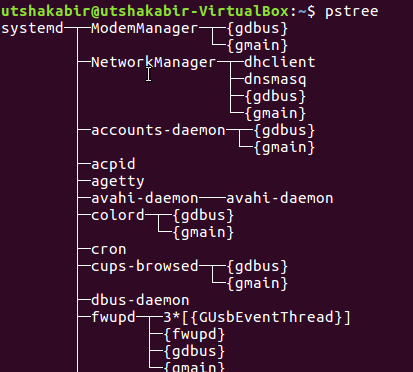 utshakabir@utshakabir-VirtualBox:~$ pstree
systemd─┬─ModemManager─┬─{gdbus}
        │              └─{gmain}
        ├─NetworkManager─┬─dhclient
        │                ├─dnsmasq
        │                ├─{gdbus}
        │                └─{gmain}
        ├─accounts-daemon─┬─{gdbus}
        │                 └─{gmain}
        ├─acpid
        ├─agetty
        ├─avahi-daemon───avahi-daemon
        ├─colord─┬─{gdbus}
        │        └─{gmain}
        ├─cron
        ├─cups-browsed─┬─{gdbus}
        │              └─{gmain}
        ├─dbus-daemon
        ├─fwupd─┬─3*[{GUsbEventThread}]
        │       ├─{fwupd}
        │       ├─{gdbus}
        │       └─{gmain}